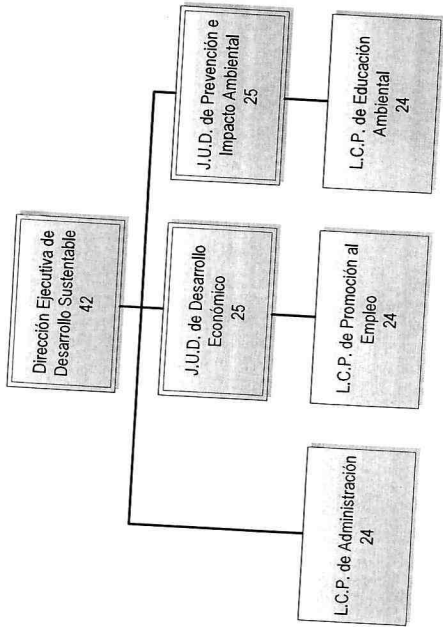 Dirección Ejecutiva de
Desarrollo Sustentable
42
J.U.D. de Desarrollo
Económico
25
J.U.D. de Prevención e
Impacto Ambiental
25
L.C.P. de Administración
24
L.C.P. de Promoción al
Empleo
24
L.C.P. de Educación
Ambiental
24